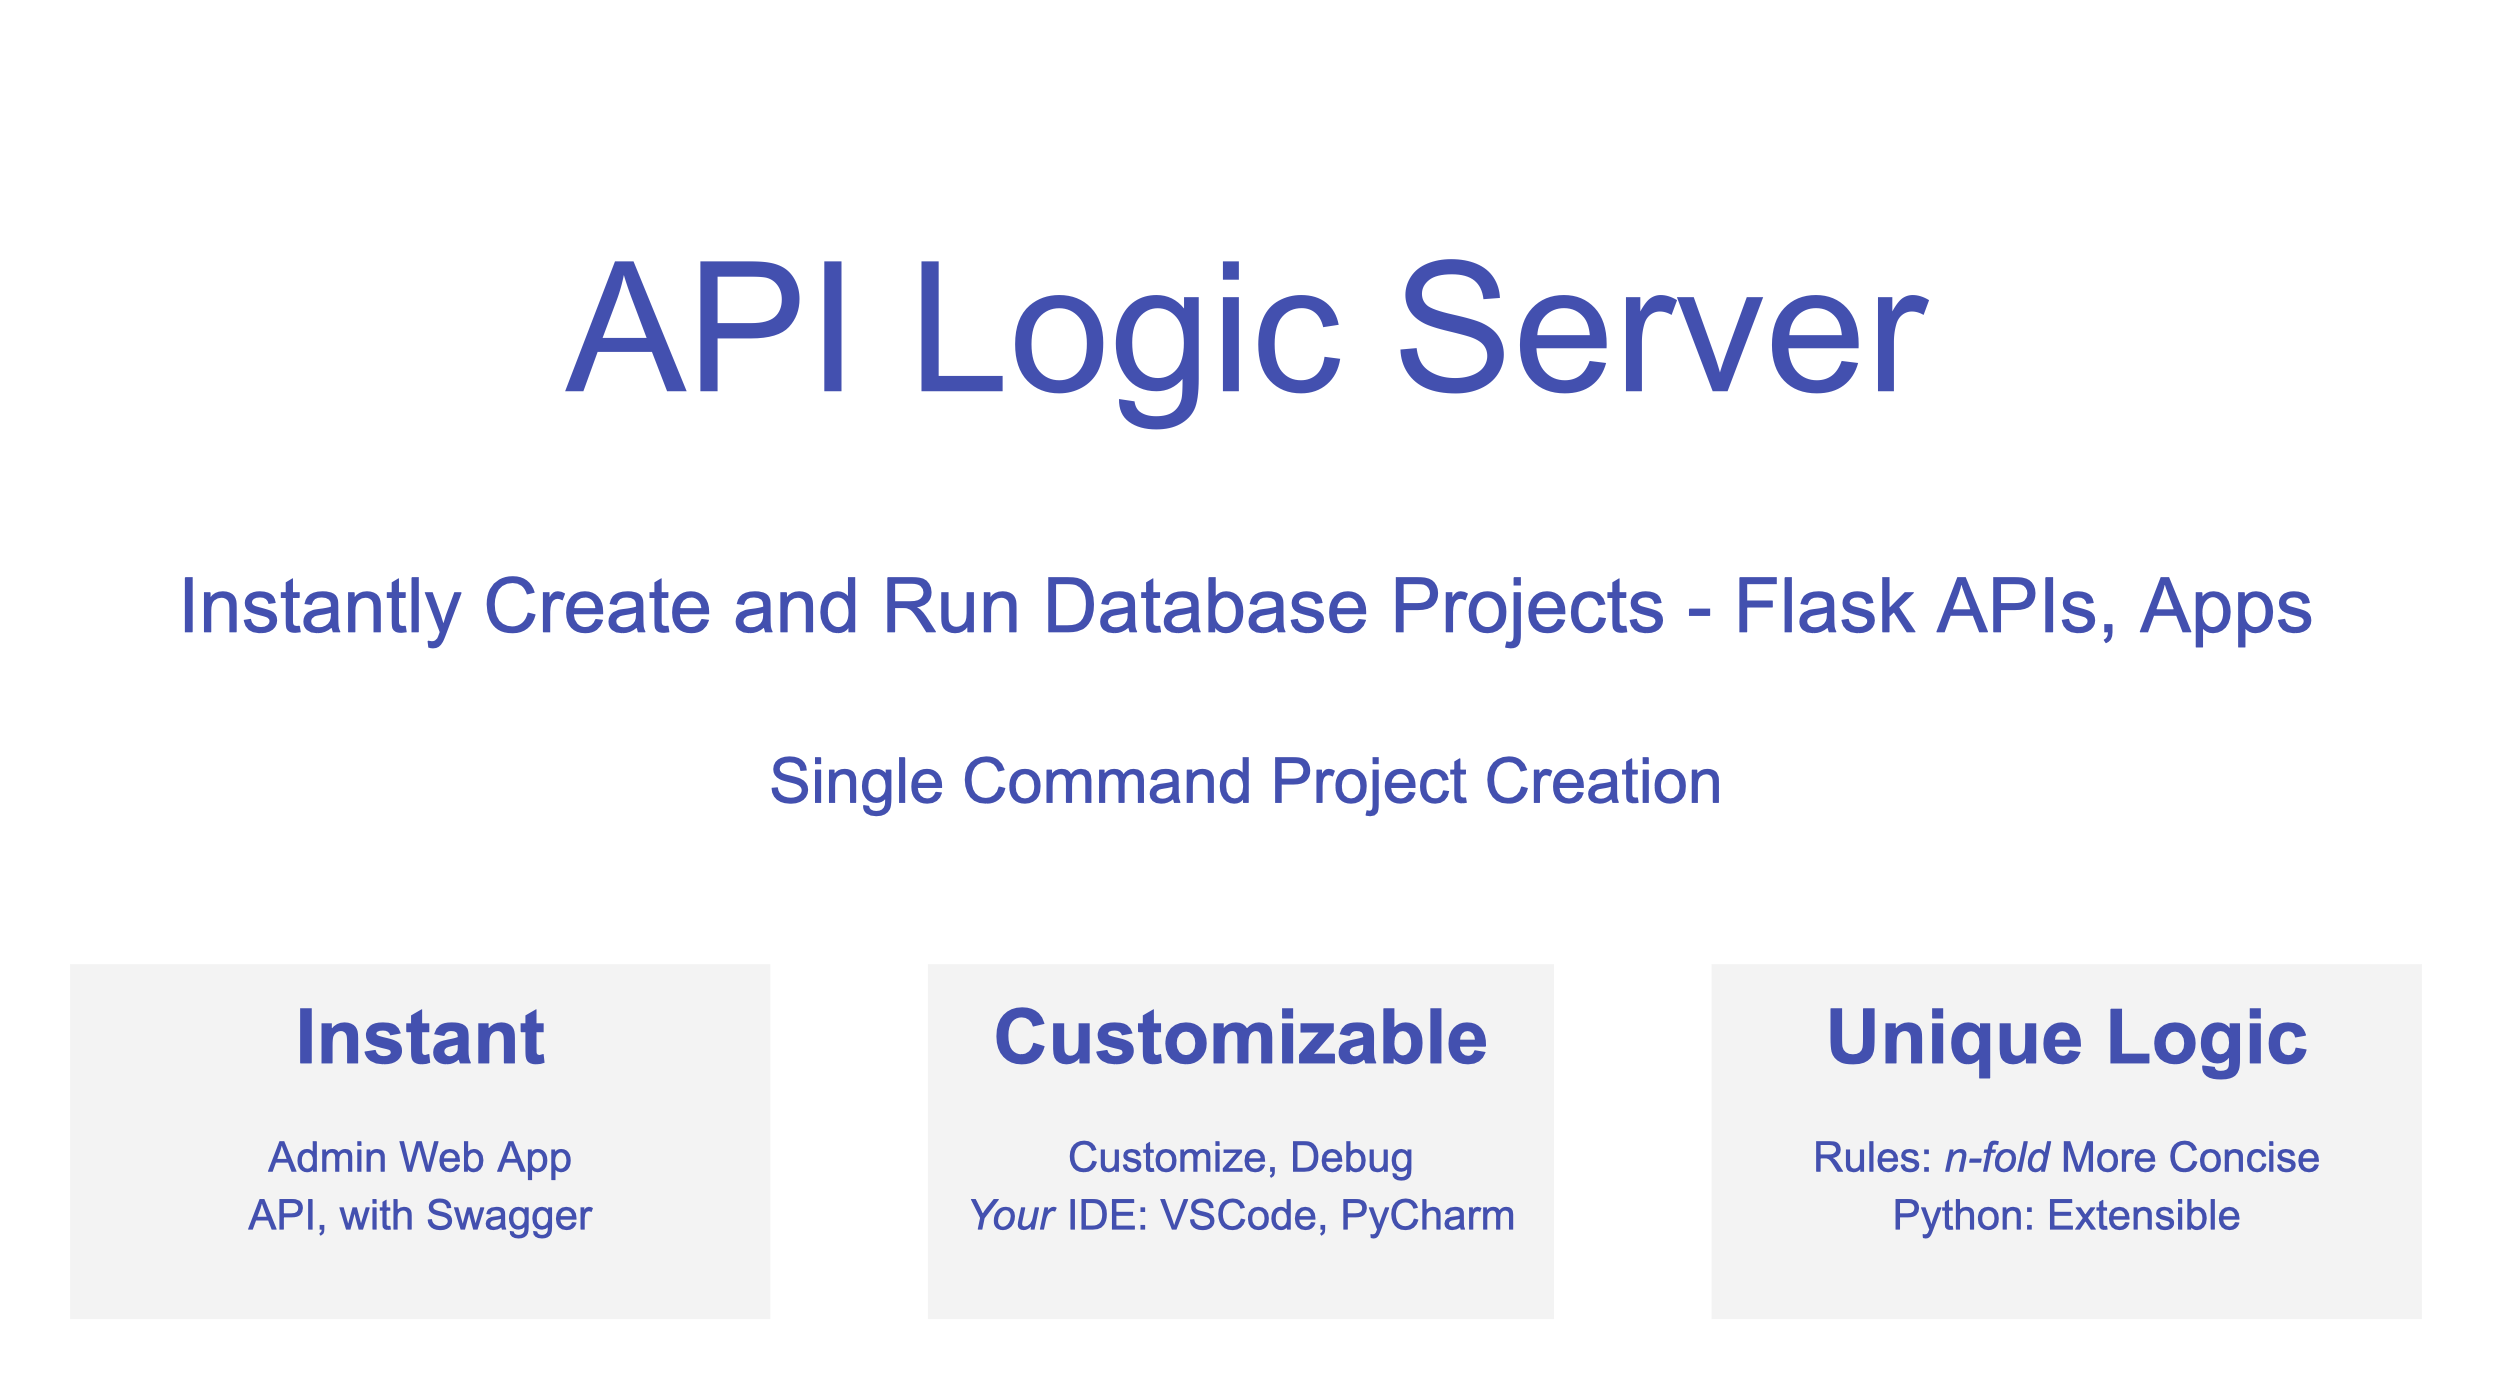 API Logic Server
Instantly Create and Run Database Projects - Flask APIs, Apps
Single Command Project Creation
Instant
Admin Web App
API, with Swagger
Customizable
Customize, Debug
Your IDE: VSCode, PyCharm
Unique Logic
Rules: n-fold More Concise
Python: Extensible